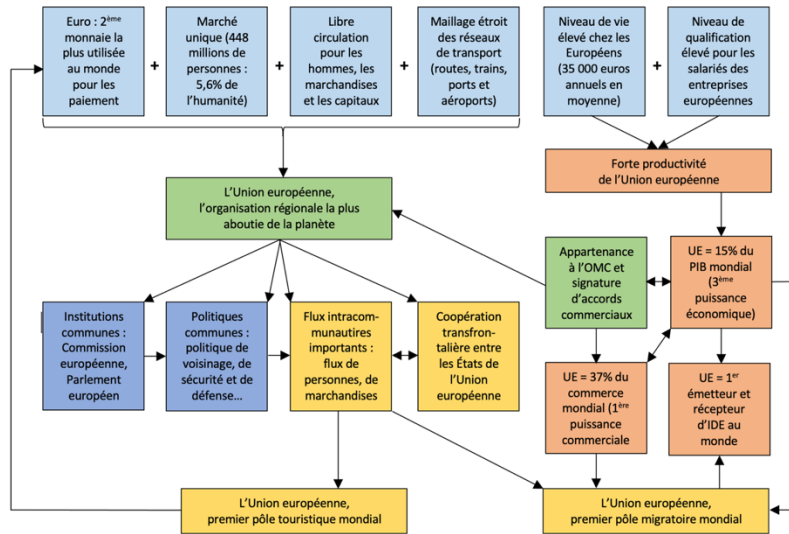 Euro : 2ème
monnaie la
plus utilisée
au monde
pour les
paiement
+
Marché
unique (448
millions de
personnes :
5,6% de
l’humanité)
+
Libre
circulation
pour les
hommes, les
marchandises
et les capitaux
+
Maillage étroit
des réseaux
de transport
(routes, trains,
ports et
aéroports)
Niveau de vie
élevé chez les
Européens
(35 000 euros
annuels en
moyenne)
+
Niveau de
qualification
élevé pour les
salariés des
entreprises
européennes
Forte productivité
de l’Union européenne
L’Union européenne,
l’organisation régionale la plus
aboutie de la planète
Appartenance
à l’OMC et
signature
d’accords
commerciaux
UE = 15% du
PIB mondial
(3ème
puissance
économique)
Institutions
communes :
Commission
européenne,
Parlement
européen
Politiques
communes :
politique de
voisinage, de
sécurité et de
défense…
Flux intracom-
munautires
importants :
flux de
personnes, de
marchandises
Coopération
transfron-
talière entre
les États de
l’Union
européenne
UE = 37% du
commerce
mondial (1ère
puissance
commerciale
UE = 1er
émetteur et
récepteur
d’IDE au
monde
L’Union européenne,
premier pôle touristique mondial
L’Union européenne,
premier pôle migratoire mondial